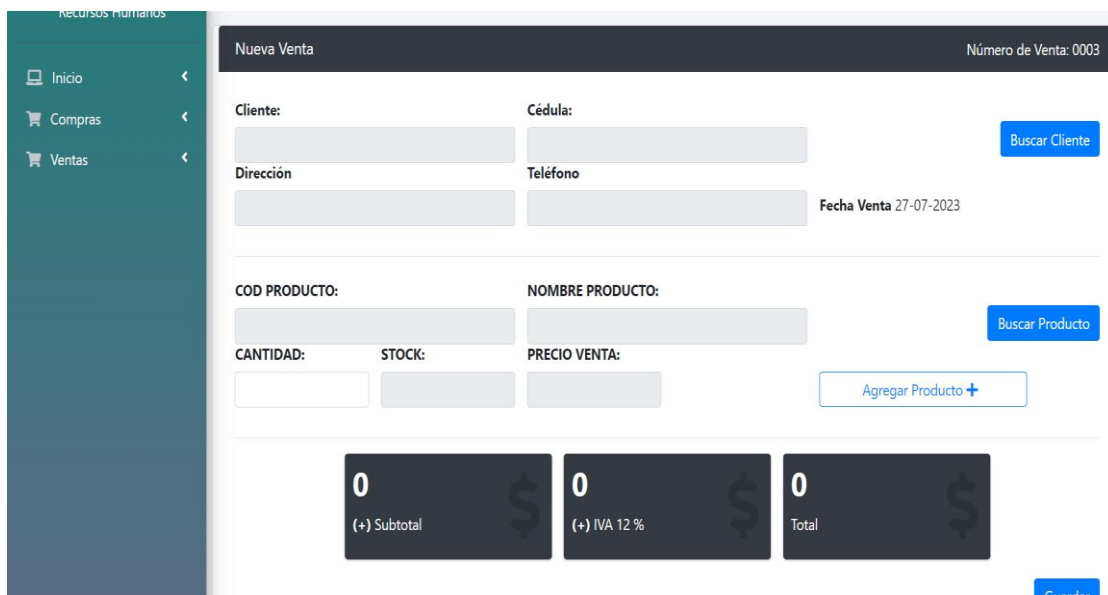 Recursos Humanos
Inicio
Compras
Ventas
Nueva Venta
Número de Venta: 0003
Cliente:
Cédula:
Buscar Cliente
Dirección
Teléfono
Fecha Venta 27-07-2023
COD PRODUCTO:
NOMBRE PRODUCTO:
Buscar Producto
CANTIDAD:
STOCK:
PRECIO VENTA:
Agregar Producto +
0
(+) Subtotal
0
(+) IVA 12 %
0
Total